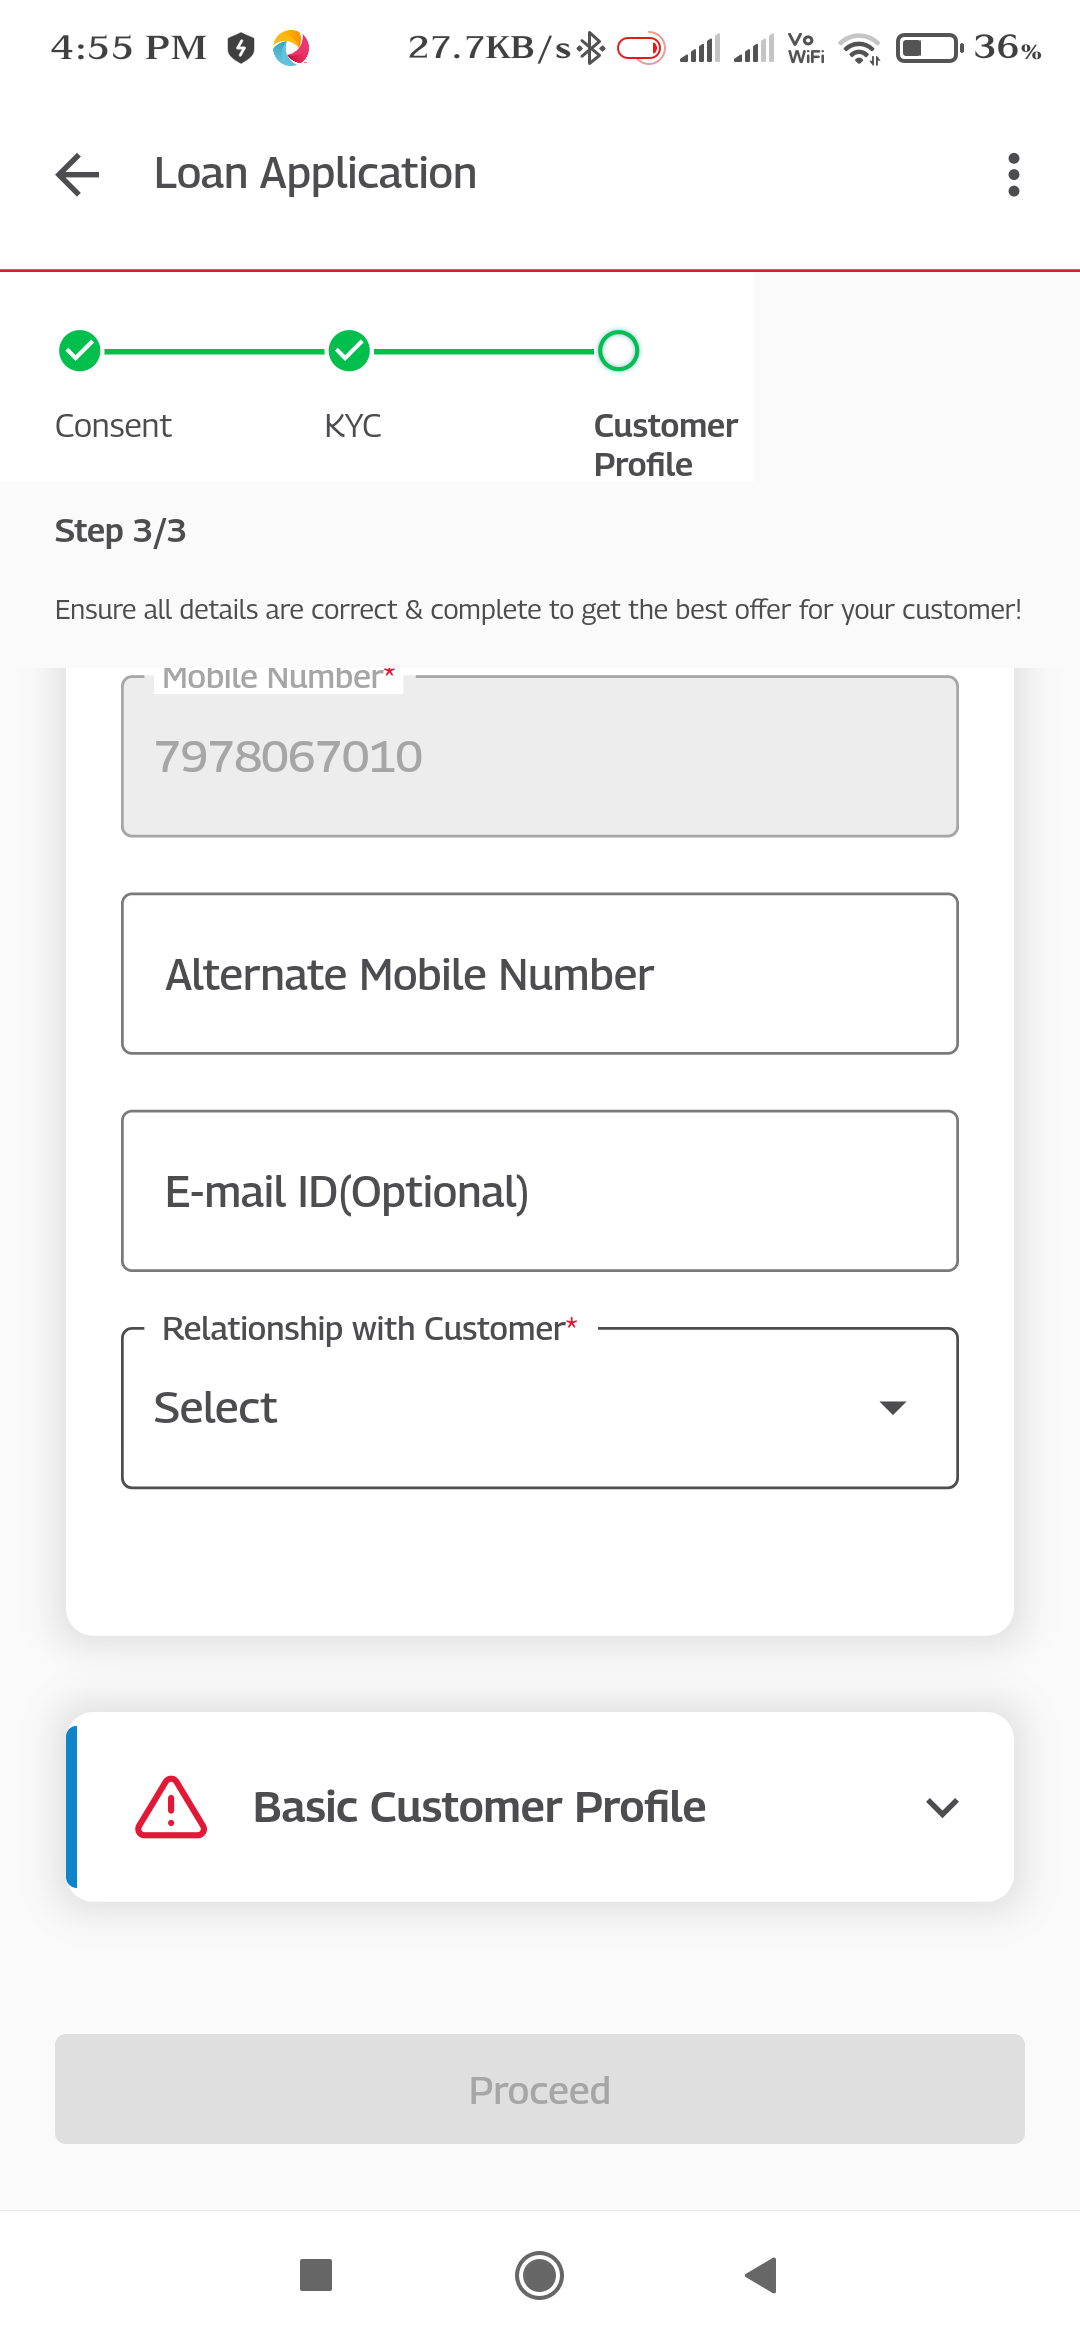 4:55 PM 27.7KB/s Vo WiFi 36%
Loan Application
Consent KYC Customer Profile
Step 3/3
Ensure all details are correct & complete to get the best offer for your customer!
Mobile Number*
7978067010
Alternate Mobile Number
E-mail ID(Optional)
Relationship with Customer*
Select
Basic Customer Profile
Proceed